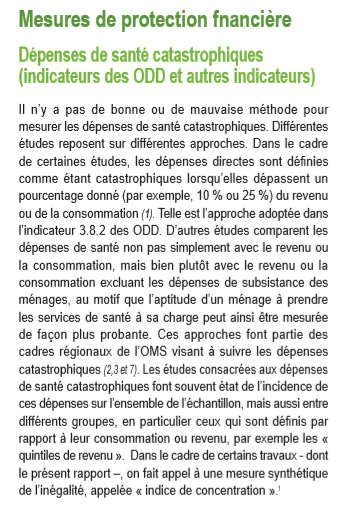 Mesures de protection fnancière
Dépenses de santé catastrophiques
(indicateurs des ODD et autres indicateurs)
Il n’y a pas de bonne ou de mauvaise méthode pour
mesurer les dépenses de santé catastrophiques. Différentes
études reposent sur différentes approches. Dans le cadre
de certaines études, les dépenses directes sont définies
comme étant catastrophiques lorsqu’elles dépassent un
pourcentage donné (par exemple, 10 % ou 25 %) du revenu
ou de la consommation (1). Telle est l’approche adoptée dans
l’indicateur 3.8.2 des ODD. D’autres études comparent les
dépenses de santé non pas simplement avec le revenu ou
la consommation, mais bien plutôt avec le revenu ou la
consommation excluant les dépenses de subsistance des
ménages, au motif que l’aptitude d’un ménage à prendre
les services de santé à sa charge peut ainsi être mesurée
de façon plus probante. Ces approches font partie des
cadres régionaux de l’OMS visant à suivre les dépenses
catastrophiques (2,3 et 7). Les études consacrées aux dépenses
de santé catastrophiques font souvent état de l’incidence de
ces dépenses sur l’ensemble de l’échantillon, mais aussi entre
différents groupes, en particulier ceux qui sont définis par
rapport à leur consommation ou revenu, par exemple les «
quintiles de revenu ». Dans le cadre de certains travaux - dont
le présent rapport –, on fait appel à une mesure synthétique
de l’inégalité, appelée « indice de concentration ».¹